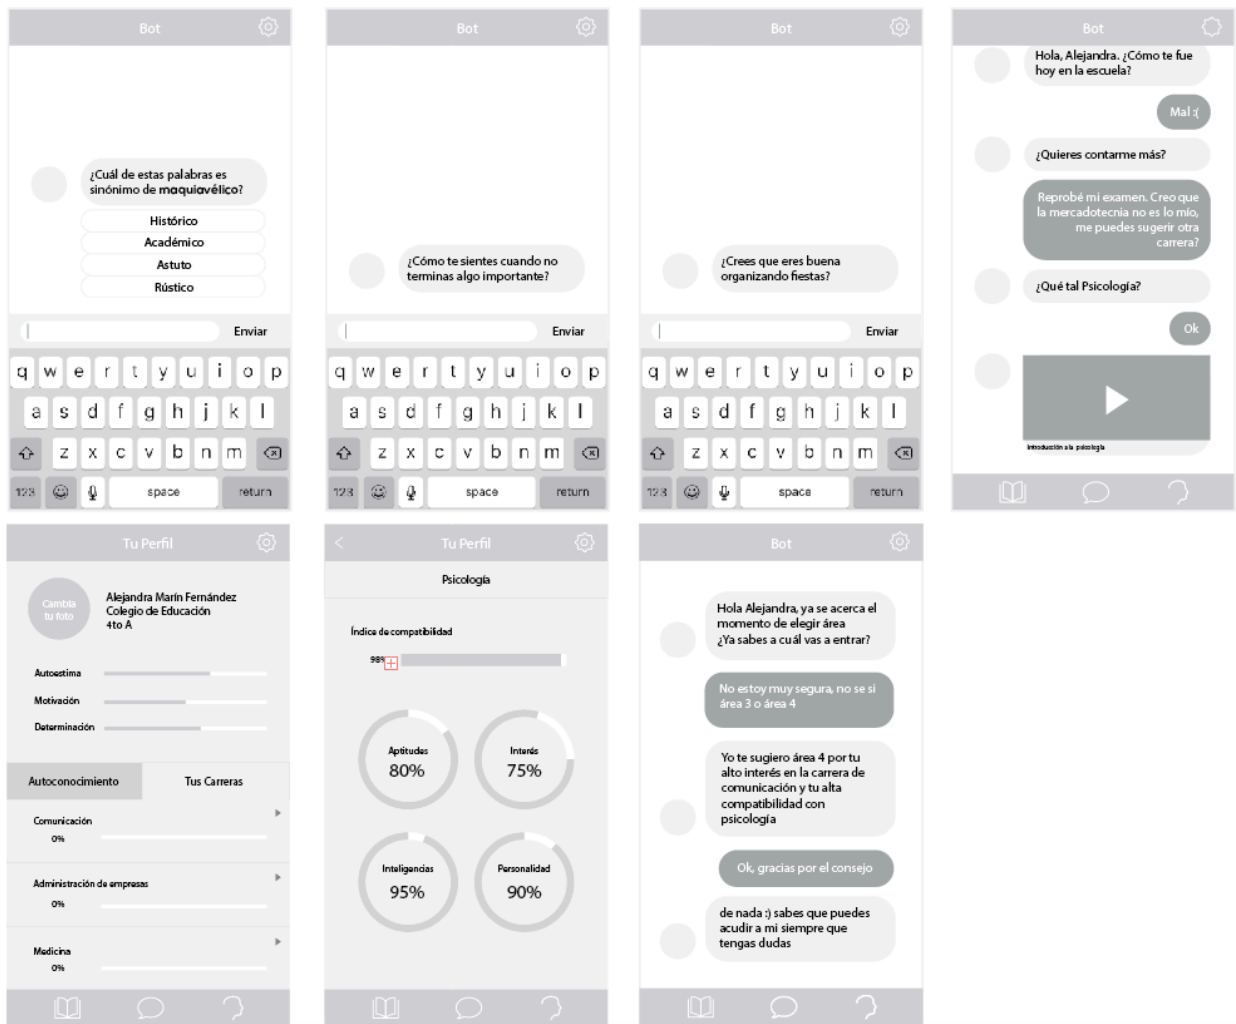 Bot
¿Cuál de estas palabras es
sinónimo de maquiavélico?
Histórico
Académico
Astuto
Rústico
Enviar
q w e r t y u i o p
a s d f g h j k l
z x c v b n m
123 space return
Bot
¿Cómo te sientes cuando no
terminas algo importante?
Enviar
q w e r t y u i o p
a s d f g h j k l
z x c v b n m
123 space return
Bot
¿Crees que eres buena
organizando fiestas?
Enviar
q w e r t y u i o p
a s d f g h j k l
z x c v b n m
123 space return
Bot
Hola, Alejandra. ¿Cómo te fue
hoy en la escuela?
Mal :(
¿Quieres contarme más?
Reprobé mi examen. Creo que
la mercadotecnia no es lo mío,
me puedes sugerir otra
carrera?
¿Qué tal Psicología?
Ok
Introducción a la psicología
Tu Perfil
Cambia
tu foto
Alejandra Marín Fernández
Colegio de Educación
4to A
Autoestima
Motivación
Determinación
Autoconocimiento
Tus Carreras
Comunicación
0%
Administración de empresas
0%
Medicina
0%
< Tu Perfil
Psicología
Índice de compatibilidad
98%
Aptitudes
80%
Interés
75%
Inteligencias
95%
Personalidad
90%
Bot
Hola Alejandra, ya se acerca el
momento de elegir área
¿Ya sabes a cuál vas a entrar?
No estoy muy segura, no se si
área 3 o área 4
Yo te sugiero área 4 por tu
alto interés en la carrera de
comunicación y tu alta
compatibilidad con
psicología
Ok, gracias por el consejo
de nada :) sabes que puedes
acudir a mi siempre que
tengas dudas